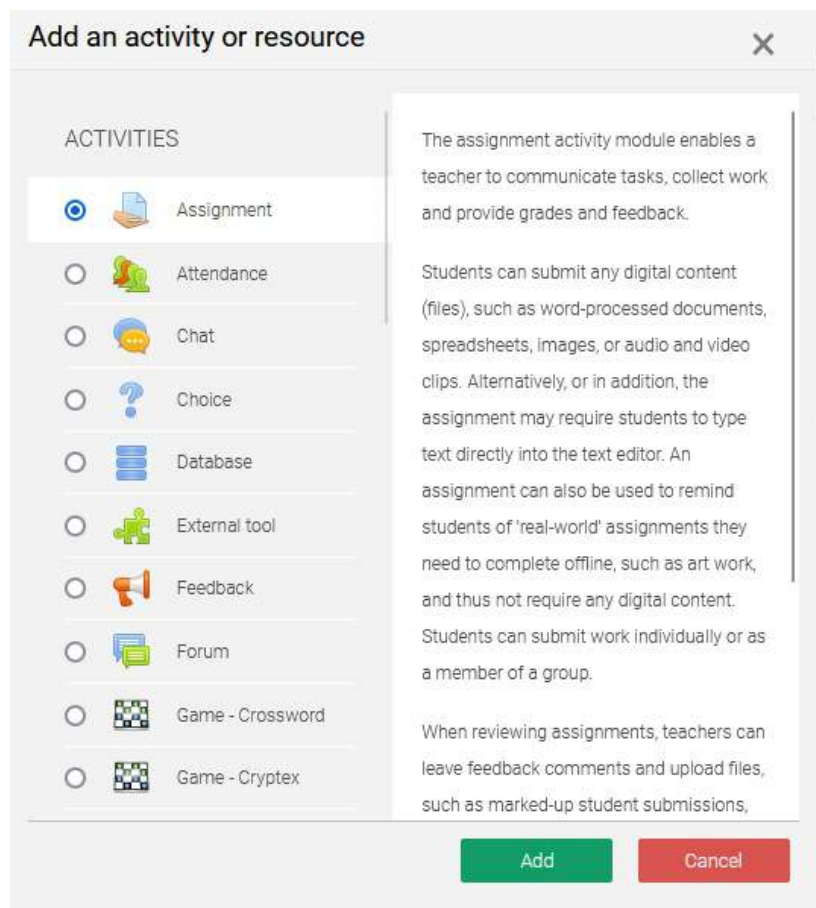 Add an activity or resource
ACTIVITIES
Assignment
Attendance
Chat
Choice
Database
External tool
Feedback
Forum
Game - Crossword
Game - Cryptex
The assignment activity module enables a
teacher to communicate tasks, collect work
and provide grades and feedback.
Students can submit any digital content
(files), such as word-processed documents,
spreadsheets, images, or audio and video
clips. Alternatively, or in addition, the
assignment may require students to type
text directly into the text editor. An
assignment can also be used to remind
students of 'real-world' assignments they
need to complete offline, such as art work,
and thus not require any digital content.
Students can submit work individually or as
a member of a group.
When reviewing assignments, teachers can
leave feedback comments and upload files,
such as marked-up student submissions,
Add
Cancel